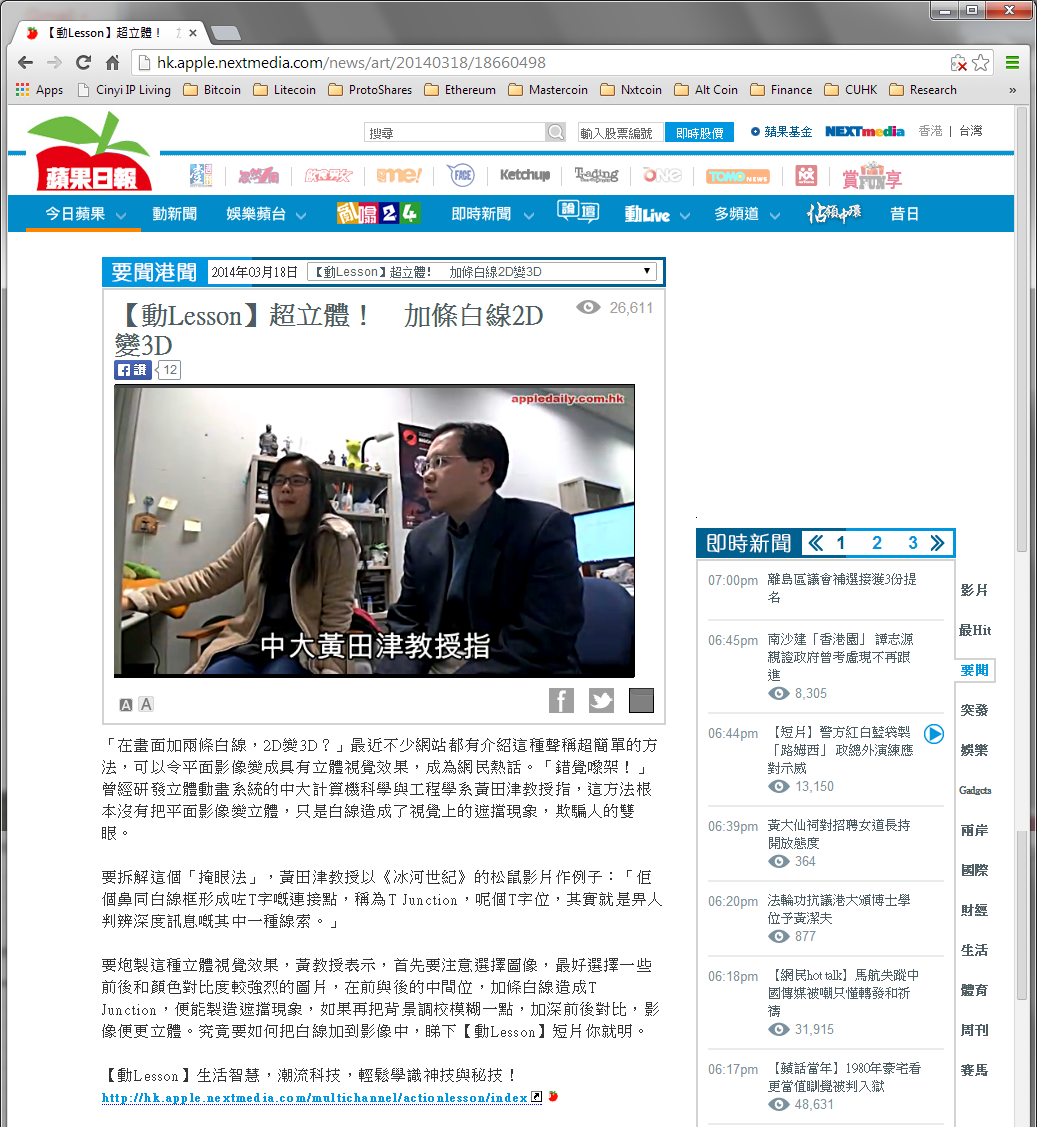 【動Lesson】超立體！
hk.apple.nextmedia.com/news/art/20140318/18660498
Apps Cinyi IP Living Bitcoin Litecoin ProtoShares Ethereum Mastercoin Nxtcoin Alt Coin Finance CUHK Research »
搜尋 輸入股票編號 即時股價 蘋果基金 NEXTmedia 香港 | 台灣
蘋果日報
me! FACE Ketchup Trading ONE TOMONEWS 賞FUN享
今日蘋果 動新聞 娛樂蘋台 24 即時新聞 論壇 動Live 多頻道 佔領中環 昔日
要聞港聞 2014年03月18日 【動Lesson】超立體！ 加條白線2D變3D
【動Lesson】超立體！ 加條白線2D
變3D
26,611
讚 12
appledaily.com.hk
中大黃田津教授指
A A
「在畫面加兩條白線，2D變3D？」最近不少網站都有介紹這種聲稱超簡單的方
法，可以令平面影像變成具有立體視覺效果，成為網民熱話。「錯覺嚟架！」
曾經研發立體動畫系統的中大計算機科學與工程學系黃田津教授指，這方法根
本沒有把平面影像變立體，只是白線造成了視覺上的遮擋現象，欺騙人的雙
眼。
要拆解這個「掩眼法」，黃田津教授以《冰河世紀》的松鼠影片作例子：「佢
個鼻同白線框形成咗T字嘅連接點，稱為T Junction，呢個T字位，其實就是畀人
判辨深度訊息嘅其中一種線索。」
要炮製這種立體視覺效果，黃教授表示，首先要注意選擇圖像，最好選擇一些
前後和顏色對比度較強烈的圖片，在前與後的中間位，加條白線造成T
Junction，便能製造遮擋現象，如果再把背景調校模糊一點，加深前後對比，影
像便更立體。究竟要如何把白線加到影像中，睇下【動Lesson】短片你就明。
【動Lesson】生活智慧，潮流科技，輕鬆學識神技與秘技！
http://hk.apple.nextmedia.com/multichannel/actionlesson/index
即時新聞 1 2 3
07:00pm 離島區議會補選接獲3份提
名
06:45pm 南沙建「香港園」 譚志源
親證政府曾考慮現不再跟
進
8,305
06:44pm 【短片】警方紅白藍袋製
「路姆西」 政總外演練應
對示威
13,150
06:39pm 黃大仙祠對招聘女道長持
開放態度
364
06:20pm 法輪功抗議港大頒博士學
位予黃潔夫
877
06:18pm 【網民hot talk】馬航失蹤中
國傳媒被嘲只懂轉發和祈
禱
31,915
06:17pm 【蘋話當年】1980年豪宅看
更當值瞓覺被判入獄
48,631
影片
最Hit
要聞
突發
娛樂
Gadgets
兩岸
國際
財經
生活
體育
周刊
賽馬